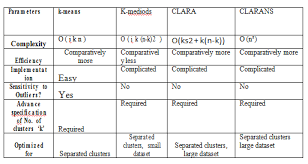 Parameters k-means K-mediods CLARA CLARANS
Complexity O ( i k n ) O ( i k (n-k)2 ) O(ks2 + k(n-k)) O (n²)
Efficiency Comparatively more Comparatively less Comparatively more Comparatively more
Implementation Easy Complicated Complicated Complicated
Sensitivity to Outliers? Yes No No No
Advance specification of No. of clusters 'k' Required Required Required Required
Optimized for Separated clusters Separated clusters, small dataset Separated clusters, large dataset Separated clusters large dataset